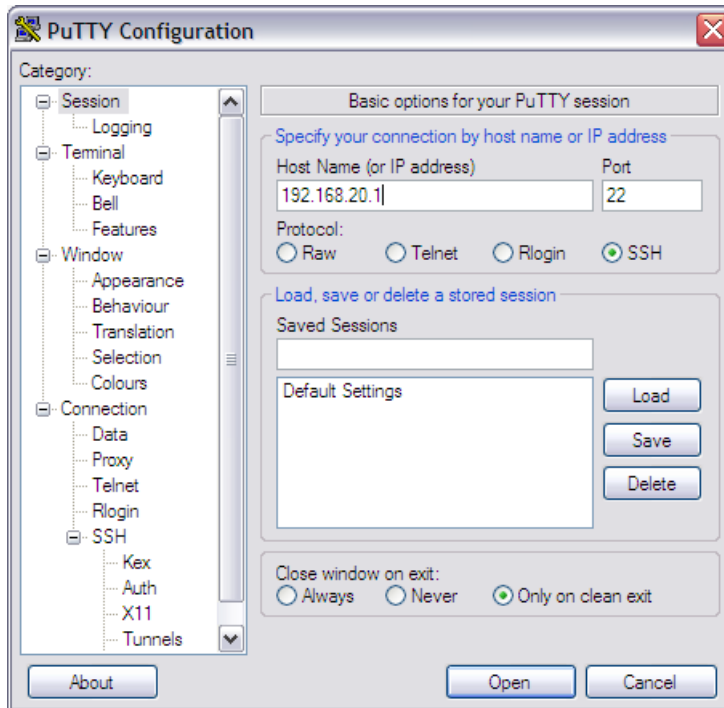 PuTTY Configuration
Category:
Session
Logging
Terminal
Keyboard
Bell
Features
Window
Appearance
Behaviour
Translation
Selection
Colours
Connection
Data
Proxy
Telnet
Rlogin
SSH
Kex
Auth
X11
Tunnels
Basic options for your PuTTY session
Specify your connection by host name or IP address
Host Name (or IP address) Port
192.168.20.1 22
Protocol:
Raw Telnet Rlogin SSH
Load, save or delete a stored session
Saved Sessions
Default Settings
Load
Save
Delete
Close window on exit:
Always Never Only on clean exit
About Open Cancel